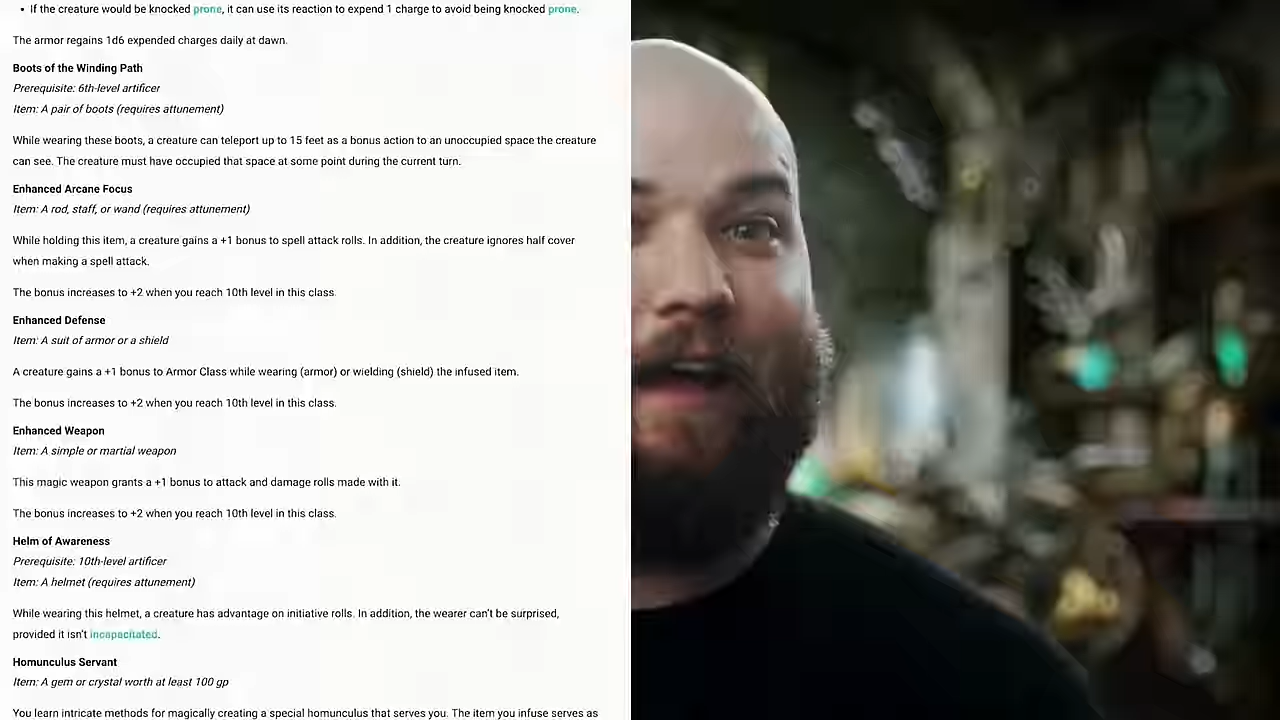 • If the creature would be knocked prone, it can use its reaction to expend 1 charge to avoid being knocked prone.
The armor regains 1d6 expended charges daily at dawn.
Boots of the Winding Path
Prerequisite: 6th-level artificer
Item: A pair of boots (requires attunement)
While wearing these boots, a creature can teleport up to 15 feet as a bonus action to an unoccupied space the creature
can see. The creature must have occupied that space at some point during the current turn.
Enhanced Arcane Focus
Item: A rod, staff, or wand (requires attunement)
While holding this item, a creature gains a +1 bonus to spell attack rolls. In addition, the creature ignores half cover
when making a spell attack.
The bonus increases to +2 when you reach 10th level in this class.
Enhanced Defense
Item: A suit of armor or a shield
A creature gains a +1 bonus to Armor Class while wearing (armor) or wielding (shield) the infused item.
The bonus increases to +2 when you reach 10th level in this class.
Enhanced Weapon
Item: A simple or martial weapon
This magic weapon grants a +1 bonus to attack and damage rolls made with it.
The bonus increases to +2 when you reach 10th level in this class.
Helm of Awareness
Prerequisite: 10th-level artificer
Item: A helmet (requires attunement)
While wearing this helmet, a creature has advantage on initiative rolls. In addition, the wearer can't be surprised,
provided it isn't incapacitated.
Homunculus Servant
Item: A gem or crystal worth at least 100 gp
You learn intricate methods for magically creating a special homunculus that serves you. The item you infuse serves as